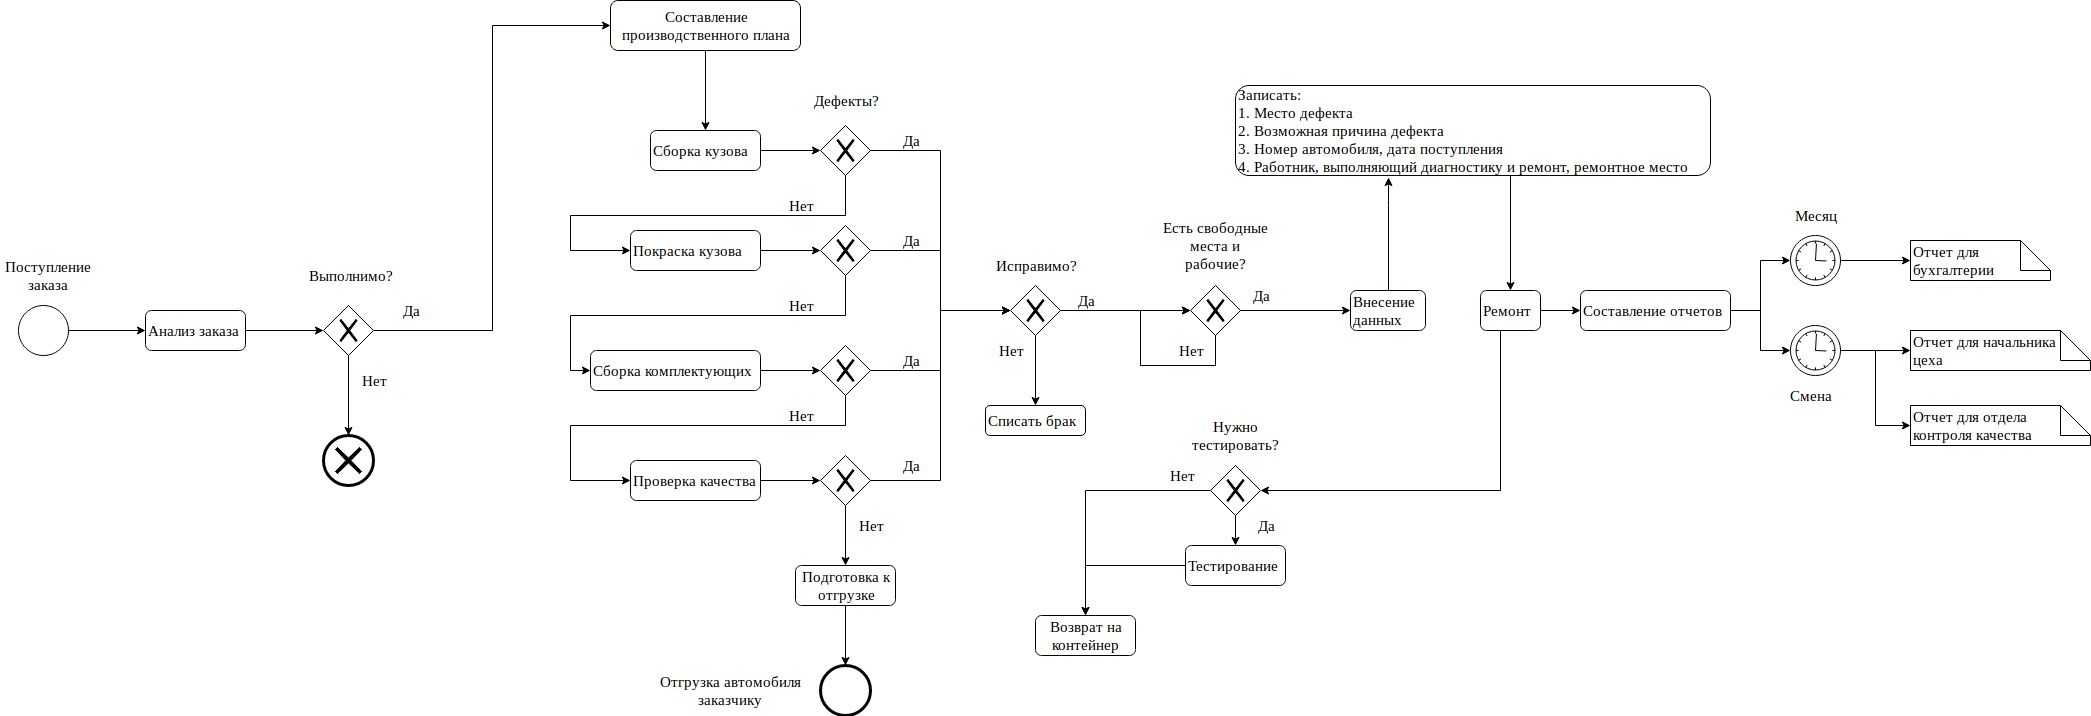 Поступление
заказа
Анализ заказа
Выполнимо?
Да
Нет
Составление
производственного плана
Дефекты?
Сборка кузова
Да
Нет
Покраска кузова
Да
Нет
Сборка комплектующих
Да
Нет
Проверка качества
Да
Нет
Подготовка к
отгрузке
Отгрузка автомобиля
заказчику
Исправимо?
Да
Нет
Списать брак
Есть свободные
места и
рабочие?
Да
Нет
Внесение
данных
Записать:
1. Место дефекта
2. Возможная причина дефекта
3. Номер автомобиля, дата поступления
4. Работник, выполняющий диагностику и ремонт, ремонтное место
Ремонт
Нужно
тестировать?
Нет
Да
Тестирование
Возврат на
контейнер
Составление отчетов
Месяц
Отчет для
бухгалтерии
Смена
Отчет для начальника
цеха
Отчет для отдела
контроля качества